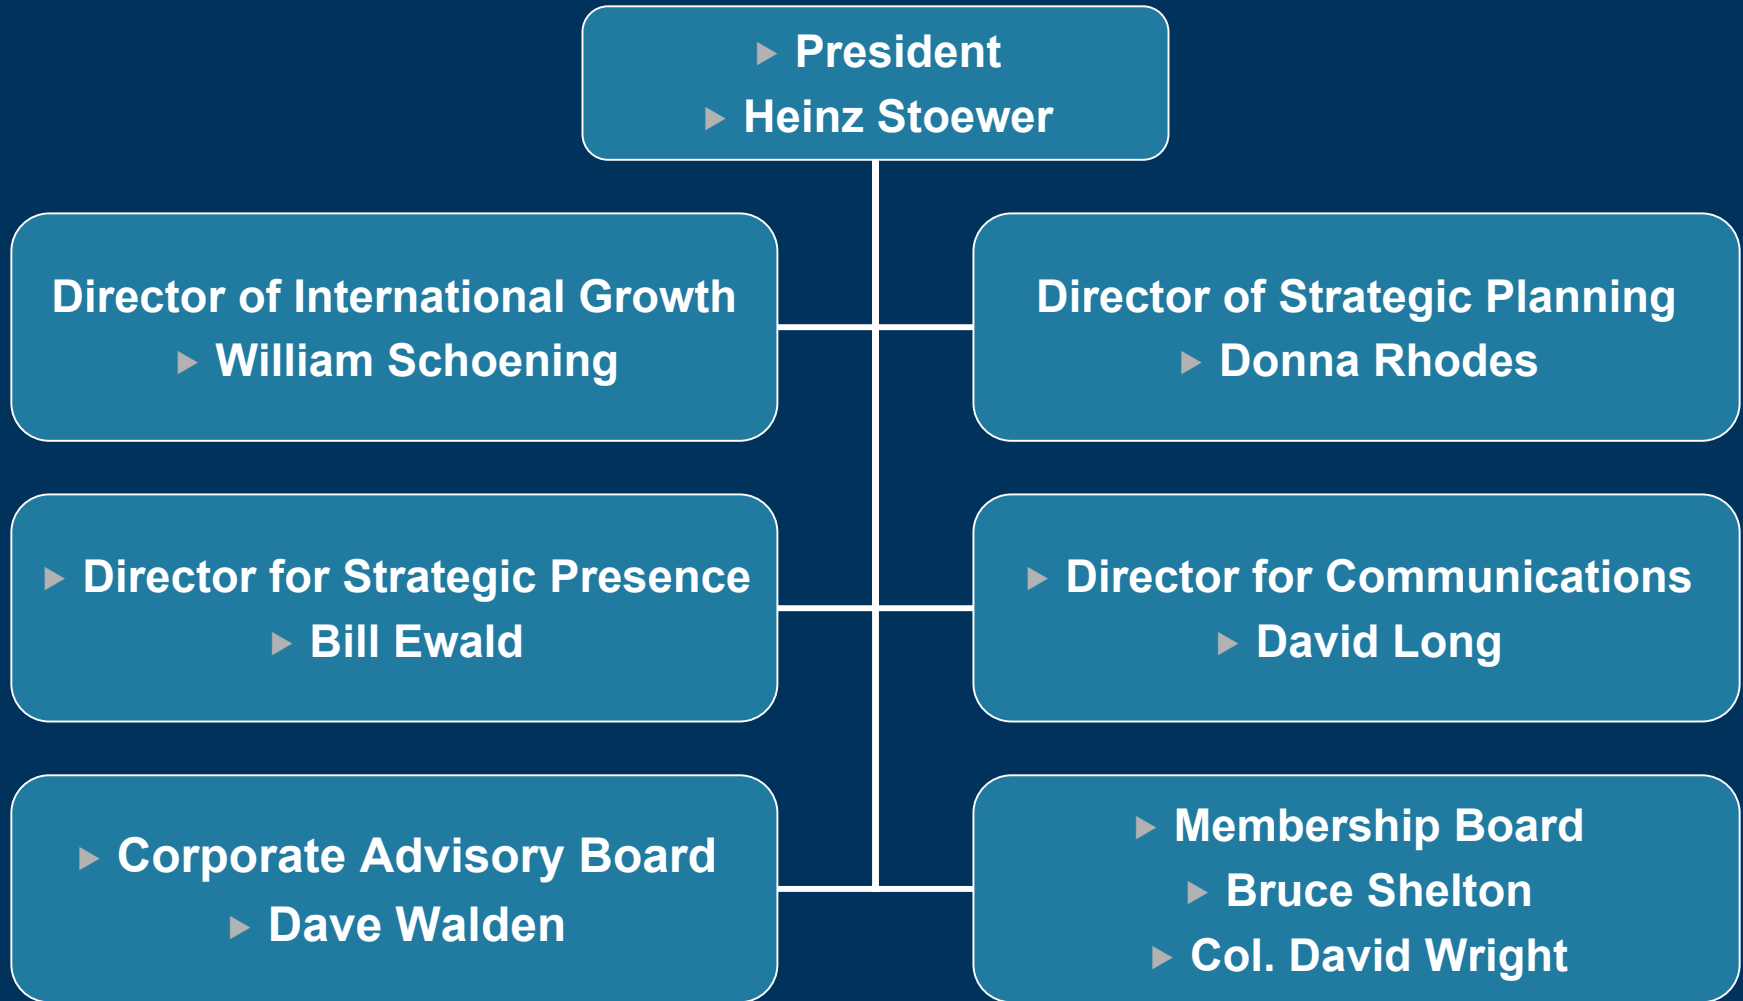 President
Heinz Stoewer
Director of International Growth
William Schoening
Director of Strategic Planning
Donna Rhodes
Director for Strategic Presence
Bill Ewald
Director for Communications
David Long
Corporate Advisory Board
Dave Walden
Membership Board
Bruce Shelton
Col. David Wright